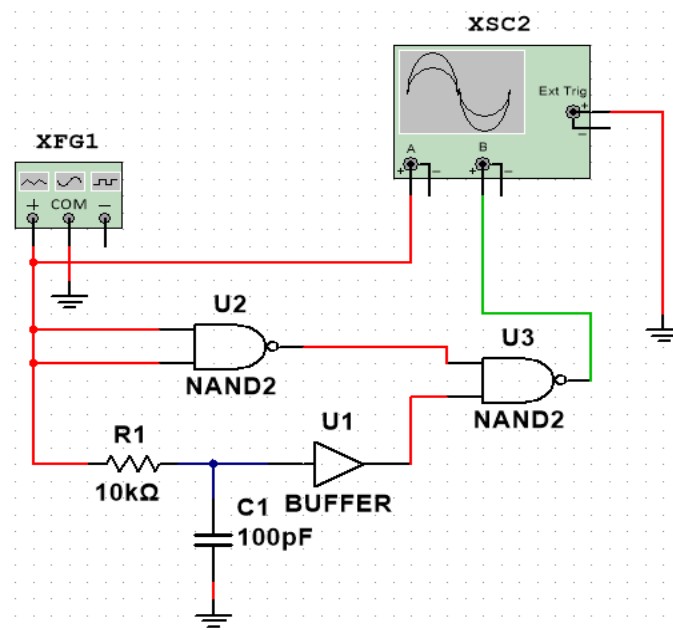 XSC2
Ext Trig
+
−
A
B
+ − + −
XFG1
+ COM −
U2
NAND2
U3
NAND2
R1
10kΩ
U1
BUFFER
C1
100pF